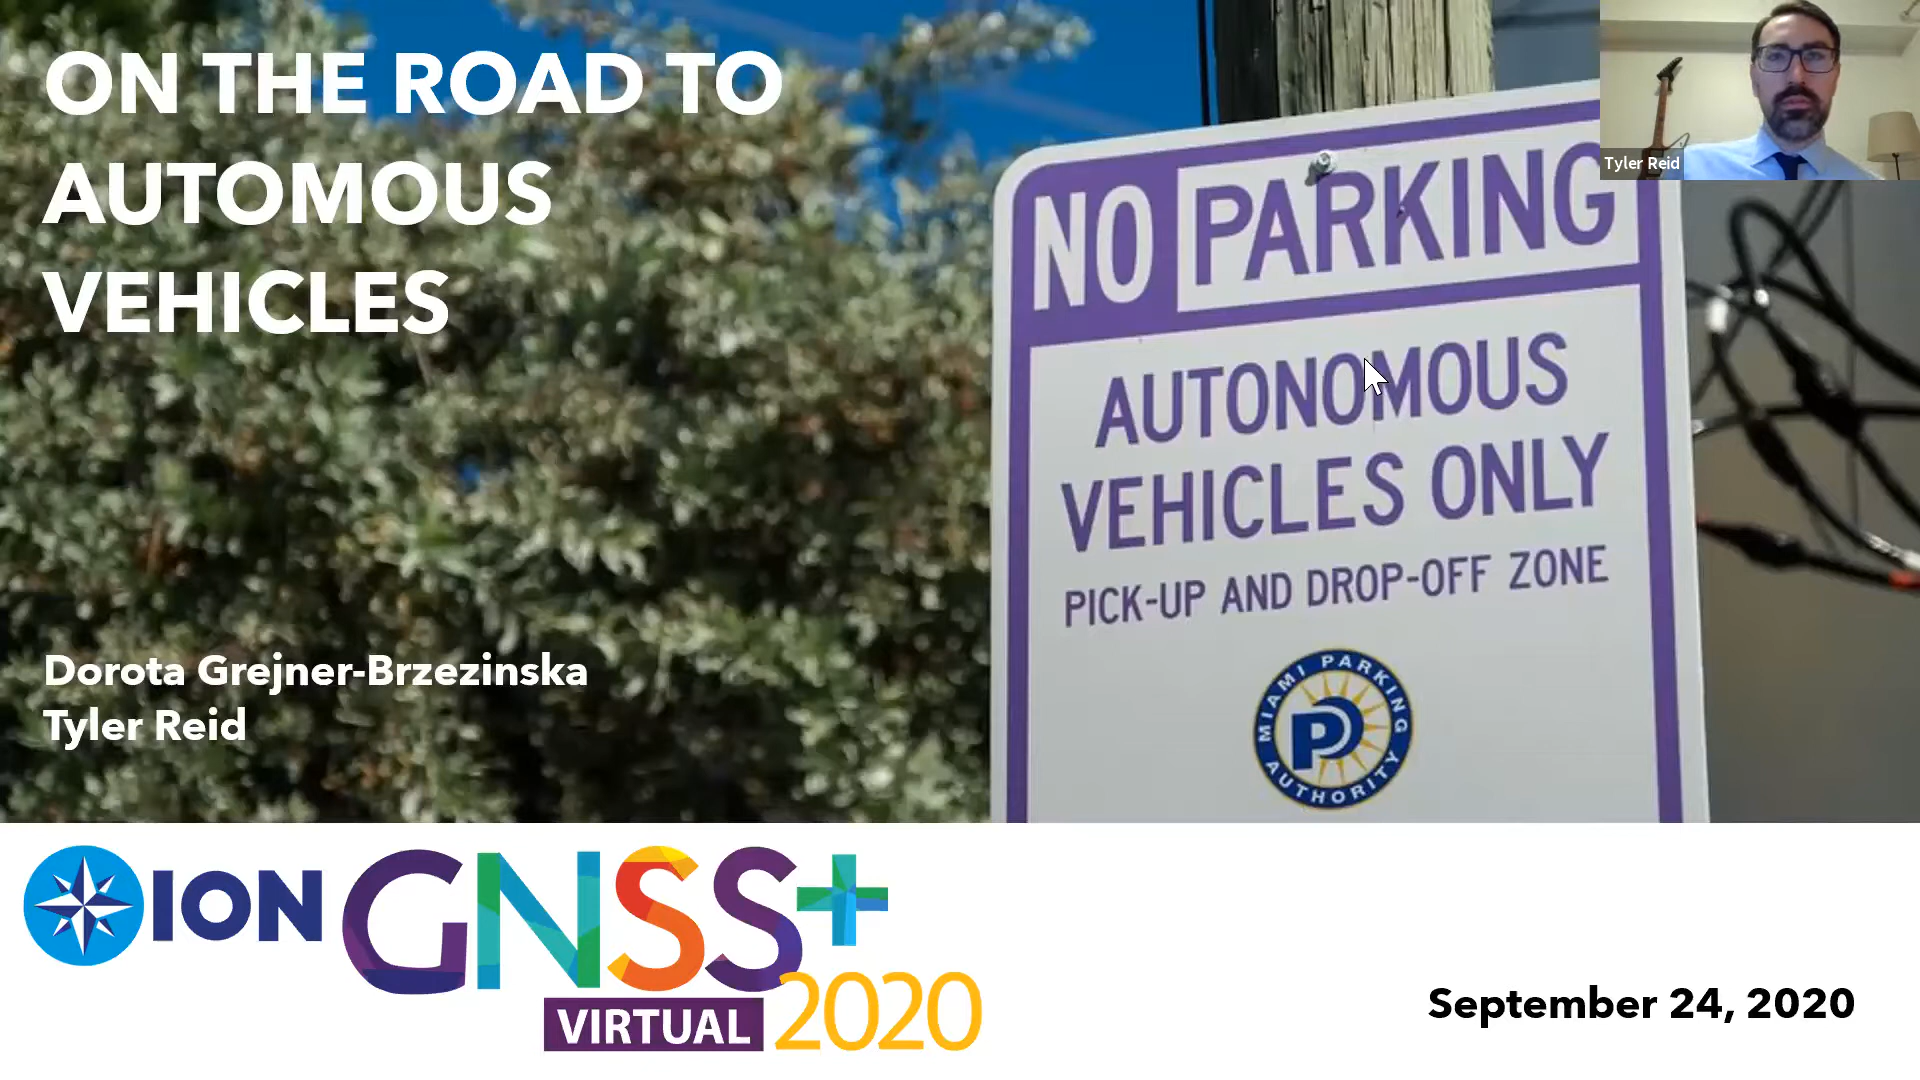 ON THE ROAD TO
AUTOMOUS
VEHICLES
Tyler Reid
NO PARKING
AUTONOMOUS
VEHICLES ONLY
PICK-UP AND DROP-OFF ZONE
MIAMI PARKING
P
AUTHORITY
Dorota Grejner-Brzezinska
Tyler Reid
ION GNSS+
VIRTUAL 2020
September 24, 2020